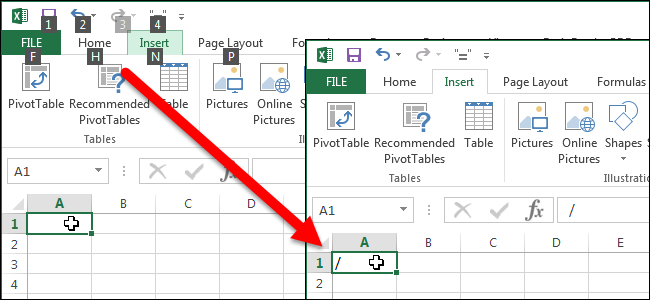 1 2 3 4
FILE Home Insert Page Layout
F H N P
PivotTable Recommended PivotTables Table Pictures Online Pictures
Tables
A1
A B C D
1
2
3
4
FILE Home Insert Page Layout Formulas
PivotTable Recommended PivotTables Table Pictures Online Pictures Shapes
Tables Illustra
A1 fx /
A B C D E
1 /
2